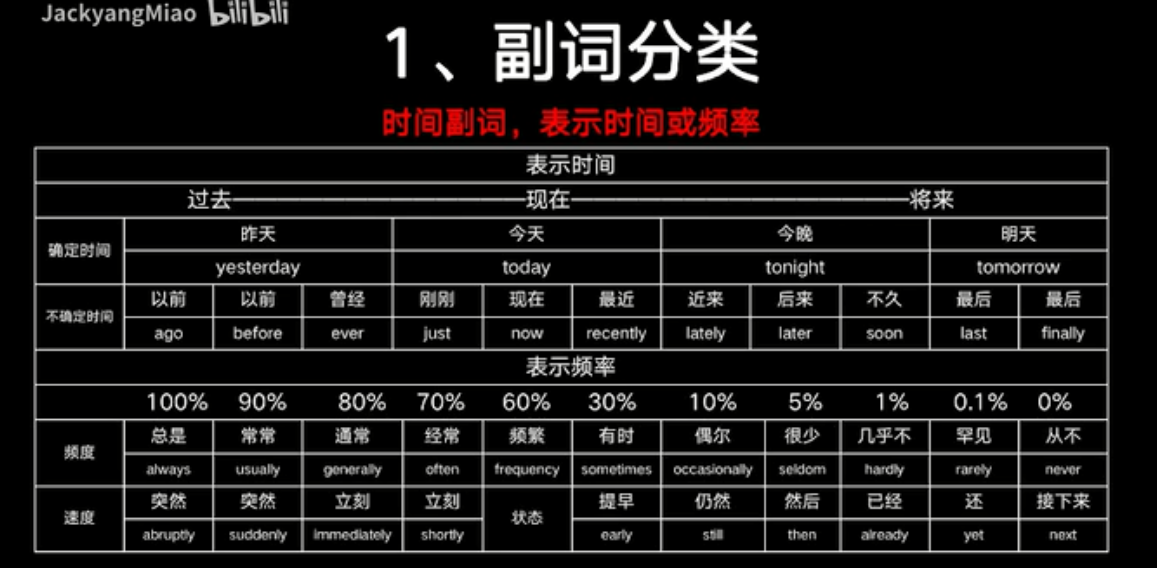 JackyangMiao bilibili
1、副词分类
时间副词，表示时间或频率
表示时间
过去 现在 将来
确定时间 昨天 今天 今晚 明天
yesterday today tonight tomorrow
不确定时间 以前 以前 曾经 刚刚 现在 最近 近来 后来 不久 最后 最后
ago before ever just now recently lately later soon last finally
表示频率
100% 90% 80% 70% 60% 30% 10% 5% 1% 0.1% 0%
频度 总是 常常 通常 经常 频繁 有时 偶尔 很少 几乎不 罕见 从不
always usually generally often frequency sometimes occasionally seldom hardly rarely never
速度 突然 突然 立刻 立刻 状态 提早 仍然 然后 已经 还 接下来
abruptly suddenly immediately shortly early still then already yet next